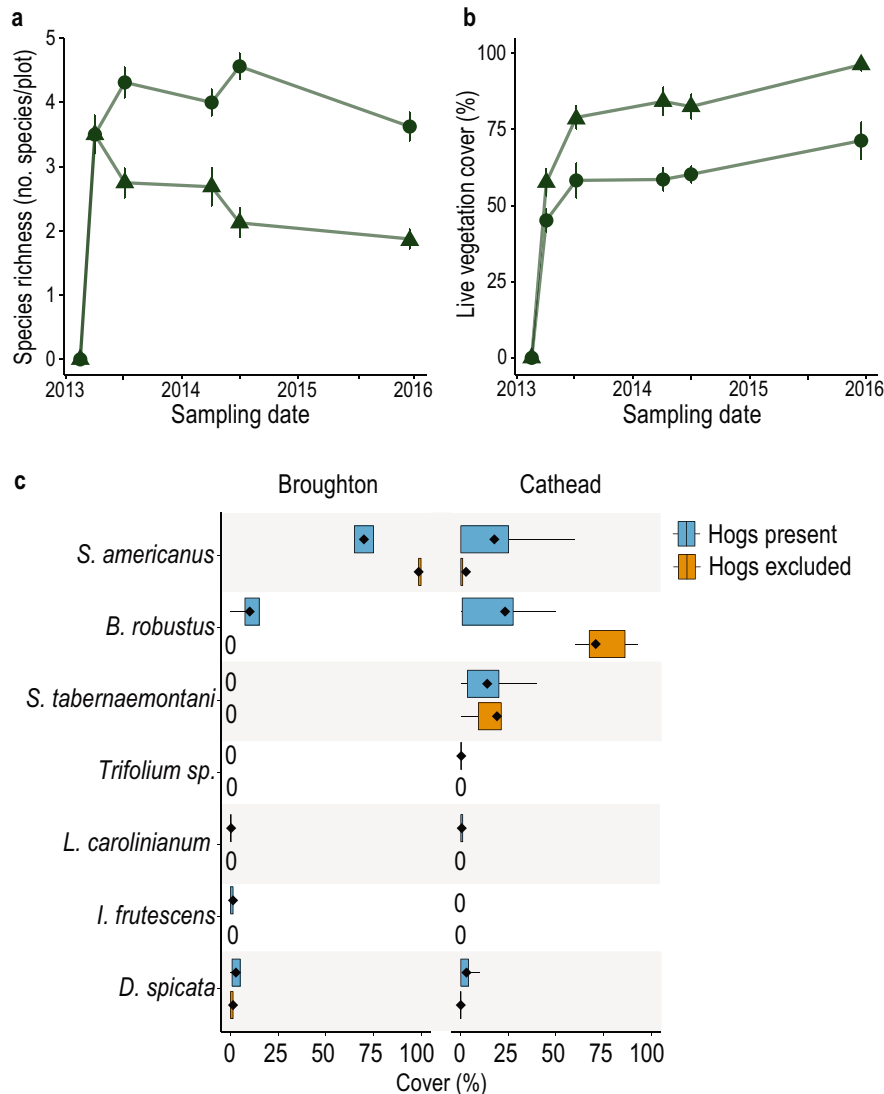 a
Species richness (no. species/plot)
5
4
3
2
1
0
2013 2014 2015 2016
Sampling date
b
Live vegetation cover (%)
100
75
50
25
0
2013 2014 2015 2016
Sampling date
c
Broughton Cathead
Hogs present
Hogs excluded
S. americanus
B. robustus
0
S. tabernaemontani
0
0
Trifolium sp.
0
0 0
L. carolinianum
0 0
I. frutescens
0
0 0
D. spicata
0 25 50 75 100 0 25 50 75 100
Cover (%)